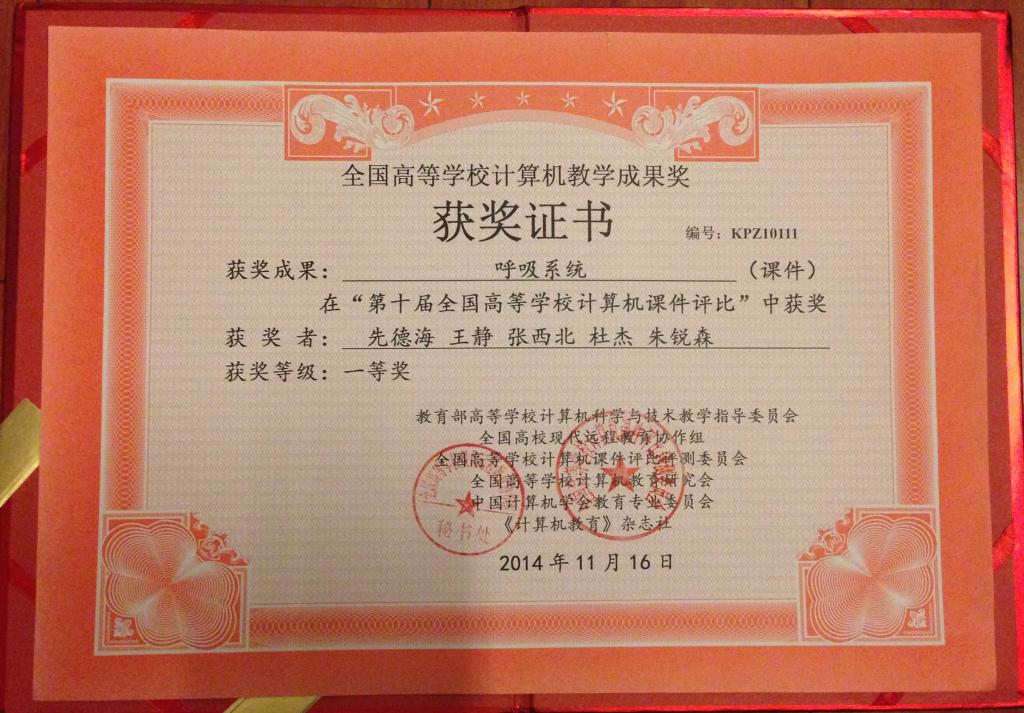 全国高等学校计算机教学成果奖
获奖证书
编号：KPZ10111
获奖成果：呼吸系统（课件）
在“第十届全国高等学校计算机课件评比”中获奖
获 奖 者：先德海 王静 张西北 杜杰 朱锐森
获奖等级：一等奖
教育部高等学校计算机科学与技术教学指导委员会
全国高校现代远程教育协作组
全国高等学校计算机课件评比评测委员会
全国高等学校计算机教育研究会
中国计算机学会教育专业委员会
《计算机教育》杂志社
秘书处
2014 年 11 月 16 日